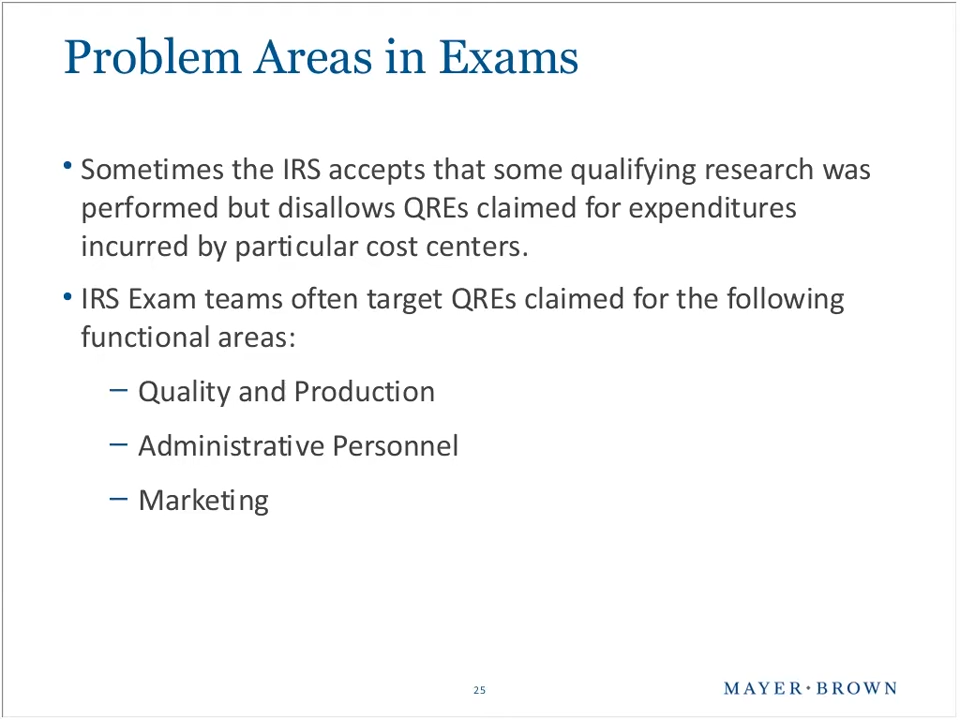 Problem Areas in Exams
• Sometimes the IRS accepts that some qualifying research was
performed but disallows QREs claimed for expenditures
incurred by particular cost centers.
• IRS Exam teams often target QREs claimed for the following
functional areas:
– Quality and Production
– Administrative Personnel
– Marketing
25
MAYER • BROWN